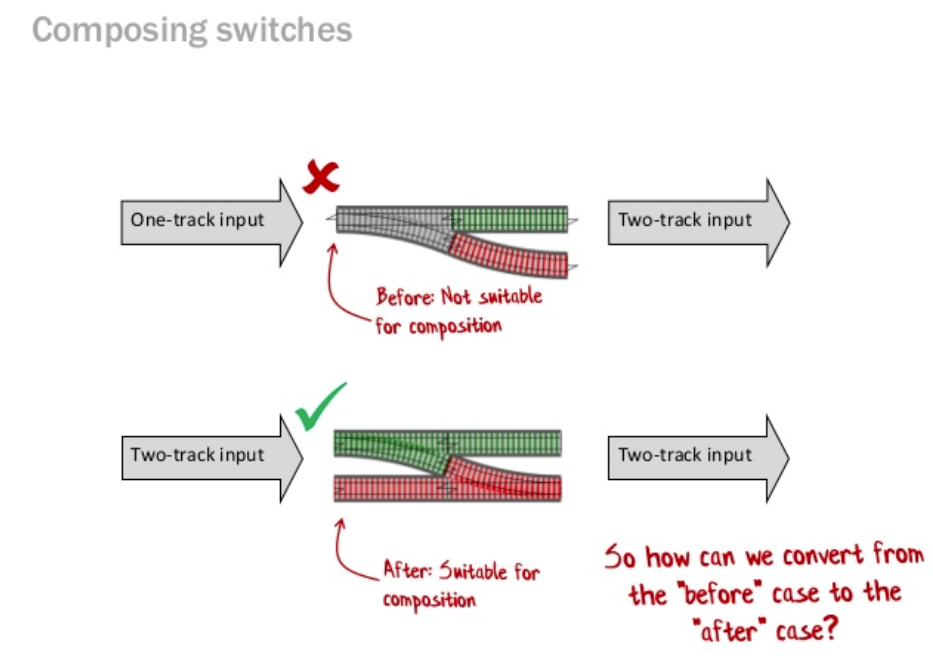 Composing switches
One-track input
Two-track input
Before: Not suitable
for composition
Two-track input
Two-track input
After: Suitable for
composition
So how can we convert from
the "before" case to the
"after" case?